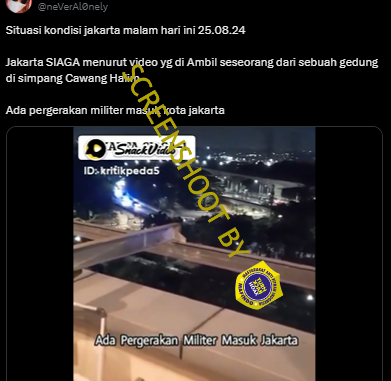 @neVerAl0nely
Situasi kondisi jakarta malam hari ini 25.08.24
Jakarta SIAGA menurut video yg di Ambil seseorang dari sebuah gedung
di simpang Cawang Halim
Ada pergerakan militer masuk kota jakarta
SnackVideo
ID: kritikpeda5
SCREENSHOOT BY
Ada Pergerakan Militer Masuk Jakarta